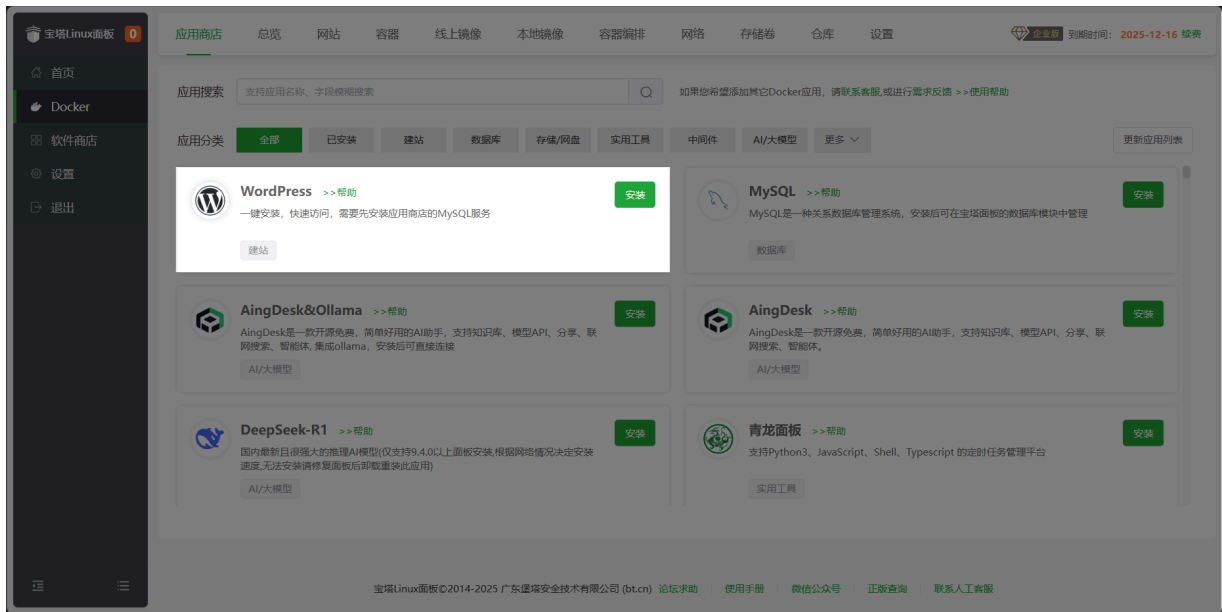 宝塔Linux面板 0
首页
Docker
软件商店
设置
退出
应用商店 总览 网站 容器 线上镜像 本地镜像 容器编排 网络 存储卷 仓库 设置 企业版 到期时间: 2025-12-16 续费
应用搜索 支持应用名称、字段模糊搜索 如果您希望添加其它Docker应用，请联系客服,或进行需求反馈 >>使用帮助
应用分类 全部 已安装 建站 数据库 存储/网盘 实用工具 中间件 AI/大模型 更多 更新应用列表
WordPress >>帮助 安装
一键安装，快速访问，需要先安装应用商店的MySQL服务
建站
MySQL >>帮助 安装
MySQL是一种关系数据库管理系统，安装后可在宝塔面板的数据库模块中管理
数据库
AingDesk&Ollama >>帮助 安装
AingDesk是一款开源免费，简单好用的AI助手，支持知识库、模型API、分享、联
网搜索、智能体, 集成ollama，安装后可直接连接
AI/大模型
AingDesk >>帮助 安装
AingDesk是一款开源免费，简单好用的AI助手，支持知识库、模型API、分享、联
网搜索、智能体。
AI/大模型
DeepSeek-R1 >>帮助 安装
国内最新且很强大的推理AI模型(仅支持9.4.0以上面板安装,根据网络情况决定安装
速度,无法安装请修复面板后卸载重装此应用)
AI/大模型
青龙面板 >>帮助 安装
支持Python3、JavaScript、Shell、Typescript 的定时任务管理平台
实用工具
宝塔Linux面板©2014-2025 广东堡塔安全技术有限公司 (bt.cn) 论坛求助 使用手册 微信公众号 正版查询 联系人工客服